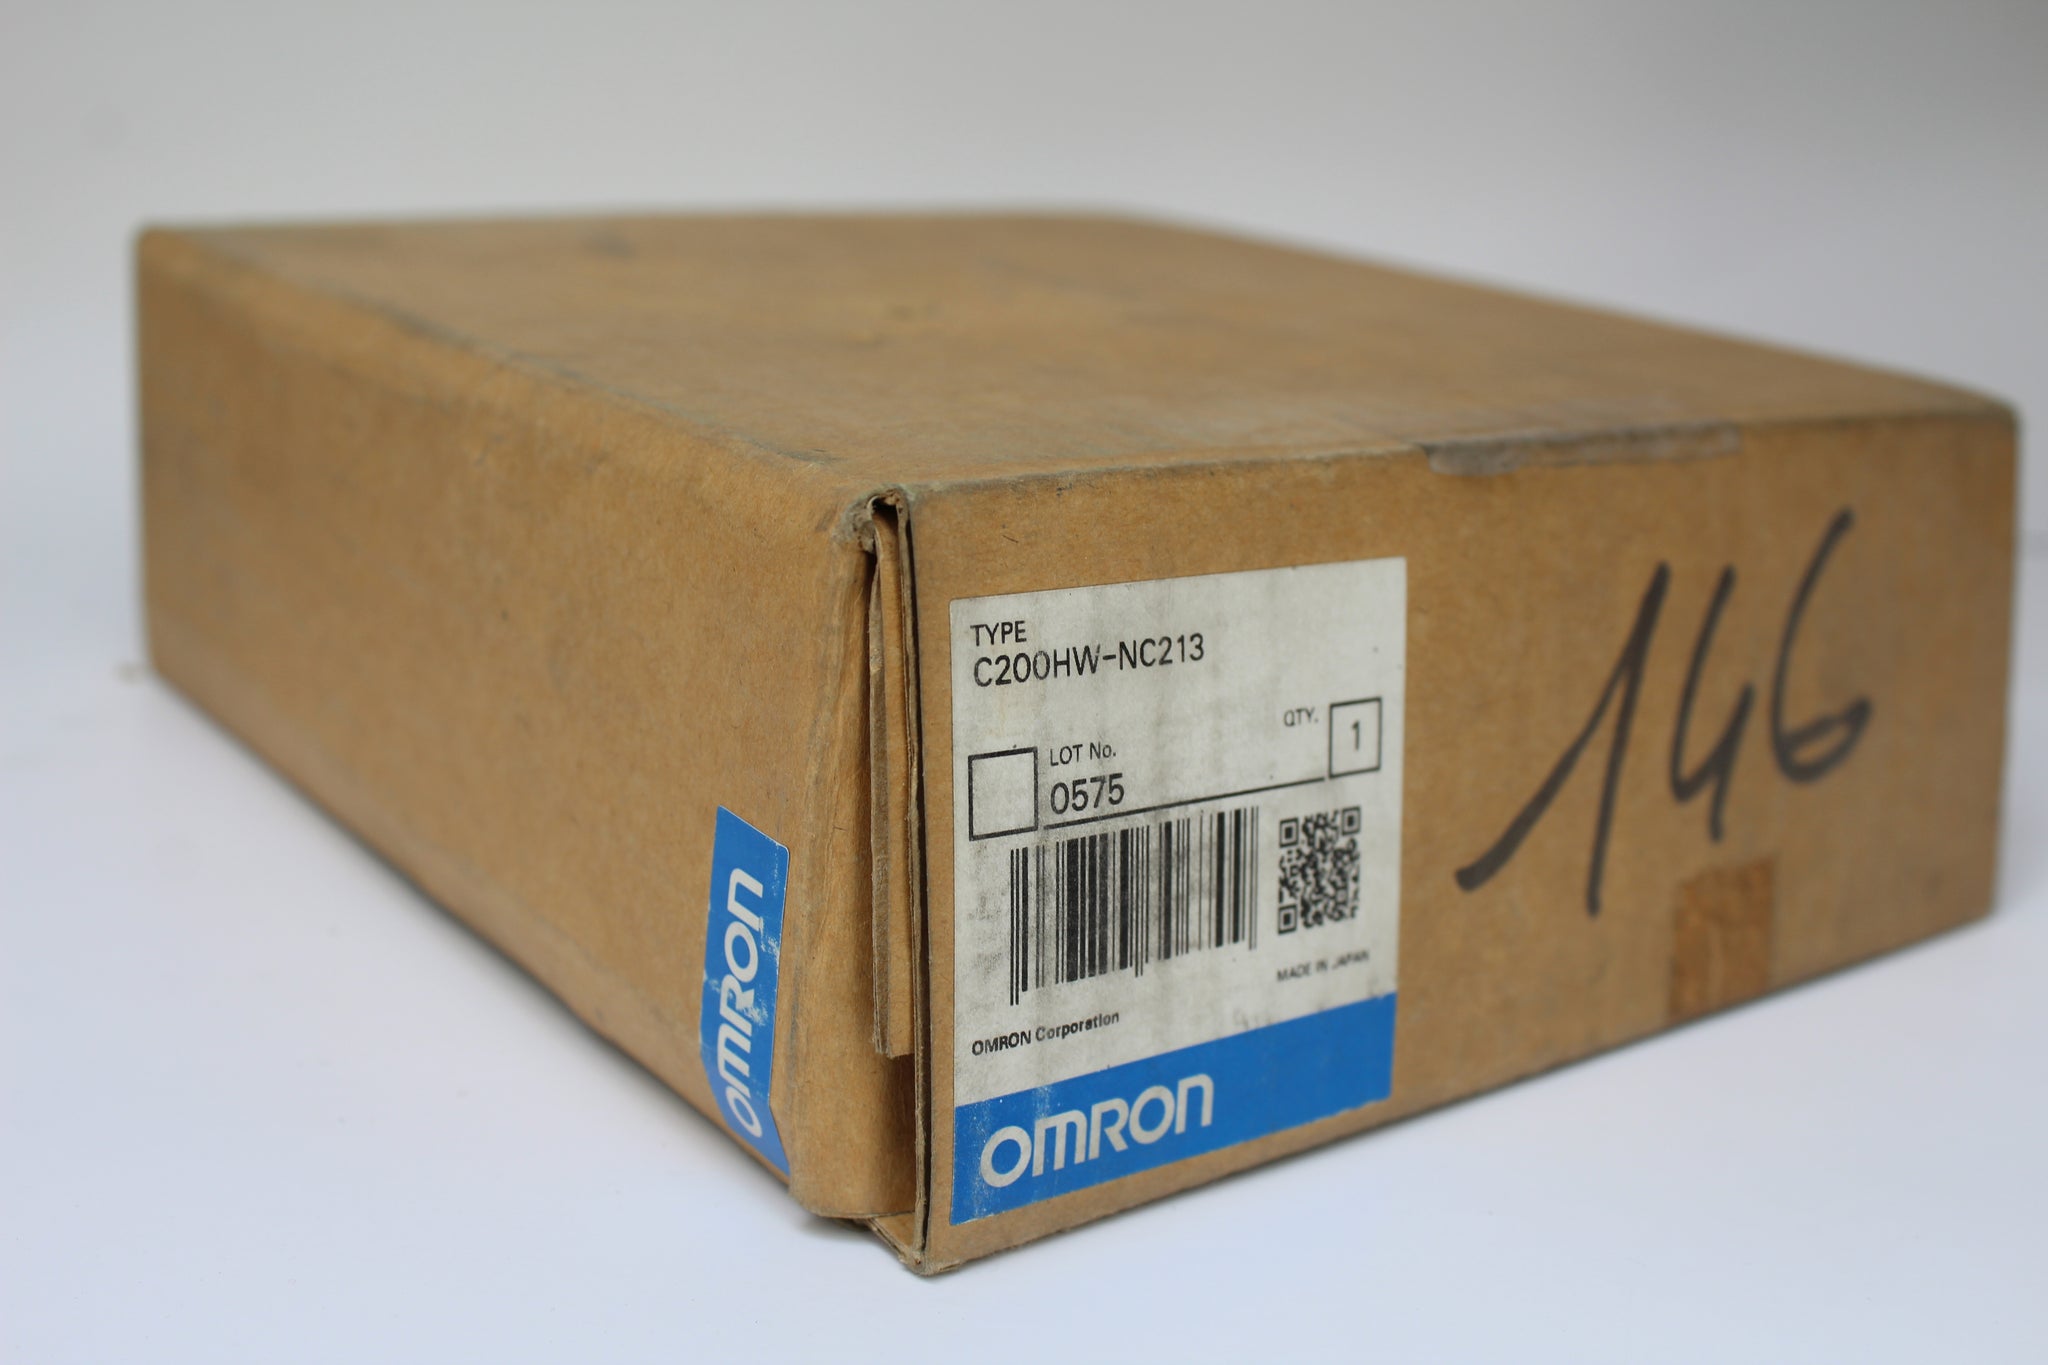 TYPE
C200HW-NC213
QTY. 1
LOT No.
0575
MADE IN JAPAN
OMRON Corporation
OMRON
OMRON
146